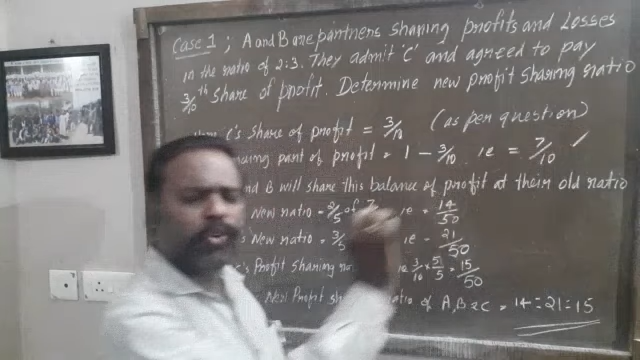 Case 1 ; A and B are partners sharing profits and Losses
in the ratio of 2:3. They admit 'C' and agreed to pay
3/10th share of profit. Determine new profit sharing ratio
C's share of profit = 3/10 (as per question)
part of profit = 1 - 3/10 ie = 7/10
and B will share this balance of profit at their old ratio
New ratio = 2/5 of 7 ie = 14/50
New ratio = 3/5 = 21/50
's Profit sharing 3/10 × 5/5 = 15/50
New Profit ratio of A, B & C = 14:21:15